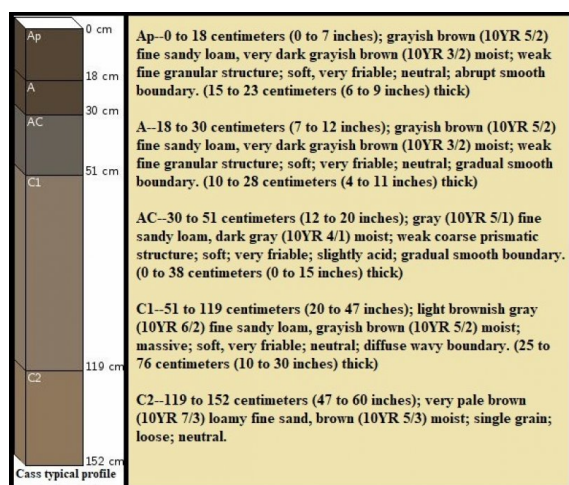 Ap
0 cm
18 cm
A
30 cm
AC
51 cm
C1
119 cm
C2
152 cm
Cass typical profile
Ap--0 to 18 centimeters (0 to 7 inches); grayish brown (10YR 5/2)
fine sandy loam, very dark grayish brown (10YR 3/2) moist; weak
fine granular structure; soft, very friable; neutral; abrupt smooth
boundary. (15 to 23 centimeters (6 to 9 inches) thick)
A--18 to 30 centimeters (7 to 12 inches); grayish brown (10YR 5/2)
fine sandy loam, very dark grayish brown (10YR 3/2) moist; weak
fine granular structure; soft; very friable; neutral; gradual smooth
boundary. (10 to 28 centimeters (4 to 11 inches) thick)
AC--30 to 51 centimeters (12 to 20 inches); gray (10YR 5/1) fine
sandy loam, dark gray (10YR 4/1) moist; weak coarse prismatic
structure; soft; very friable; slightly acid; gradual smooth boundary.
(0 to 38 centimeters (0 to 15 inches) thick)
C1--51 to 119 centimeters (20 to 47 inches); light brownish gray
(10YR 6/2) fine sandy loam, grayish brown (10YR 5/2) moist;
massive; soft, very friable; neutral; diffuse wavy boundary. (25 to
76 centimeters (10 to 30 inches) thick)
C2--119 to 152 centimeters (47 to 60 inches); very pale brown
(10YR 7/3) loamy fine sand, brown (10YR 5/3) moist; single grain;
loose; neutral.